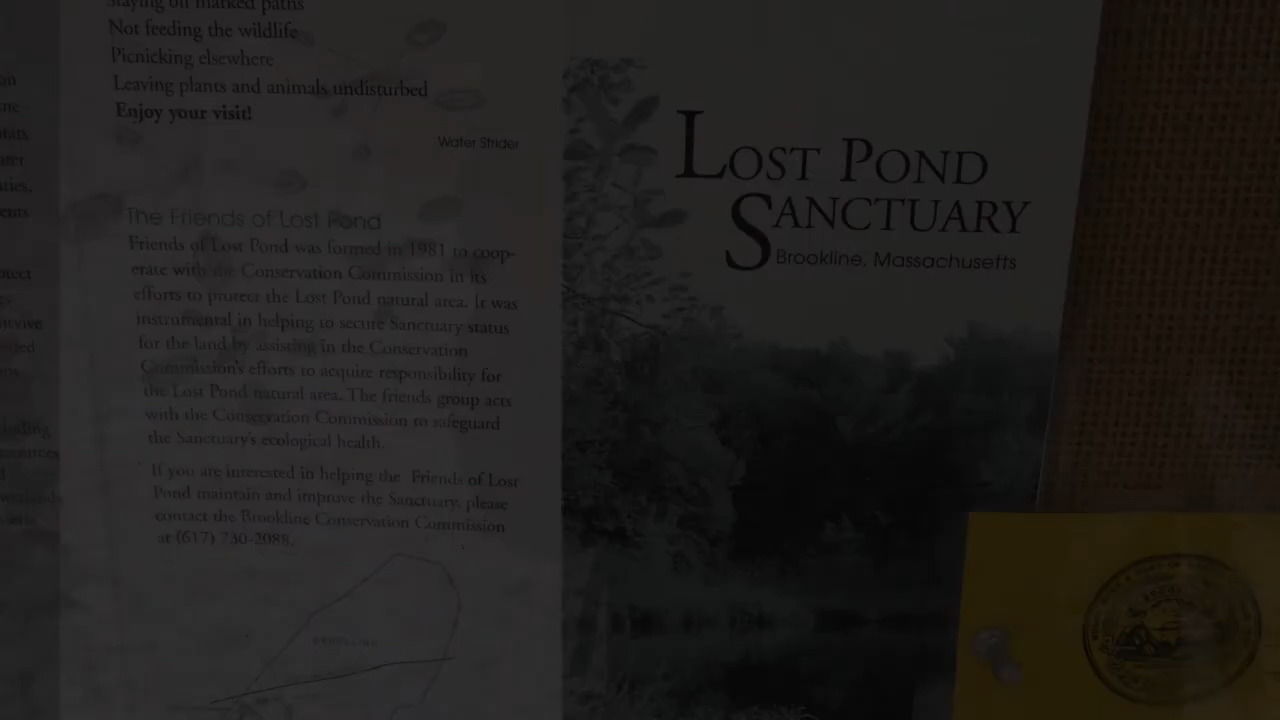 Staying on marked paths
Not feeding the wildlife
Picnicking elsewhere
Leaving plants and animals undisturbed
Enjoy your visit!
Water Strider
The Friends of Lost Pond
Friends of Lost Pond was formed in 1981 to coop-
erate with the Conservation Commission in its
efforts to protect the Lost Pond natural area. It was
instrumental in helping to secure Sanctuary status
for the land by assisting in the Conservation
Commission's efforts to acquire responsibility for
the Lost Pond natural area. The friends group acts
with the Conservation Commission to safeguard
the Sanctuary's ecological health.
If you are interested in helping the Friends of Lost
Pond maintain and improve the Sanctuary, please
contact the Brookline Conservation Commission
at (617) 730-2088.
BROOKLINE
LOST POND
SANCTUARY
Brookline, Massachusetts